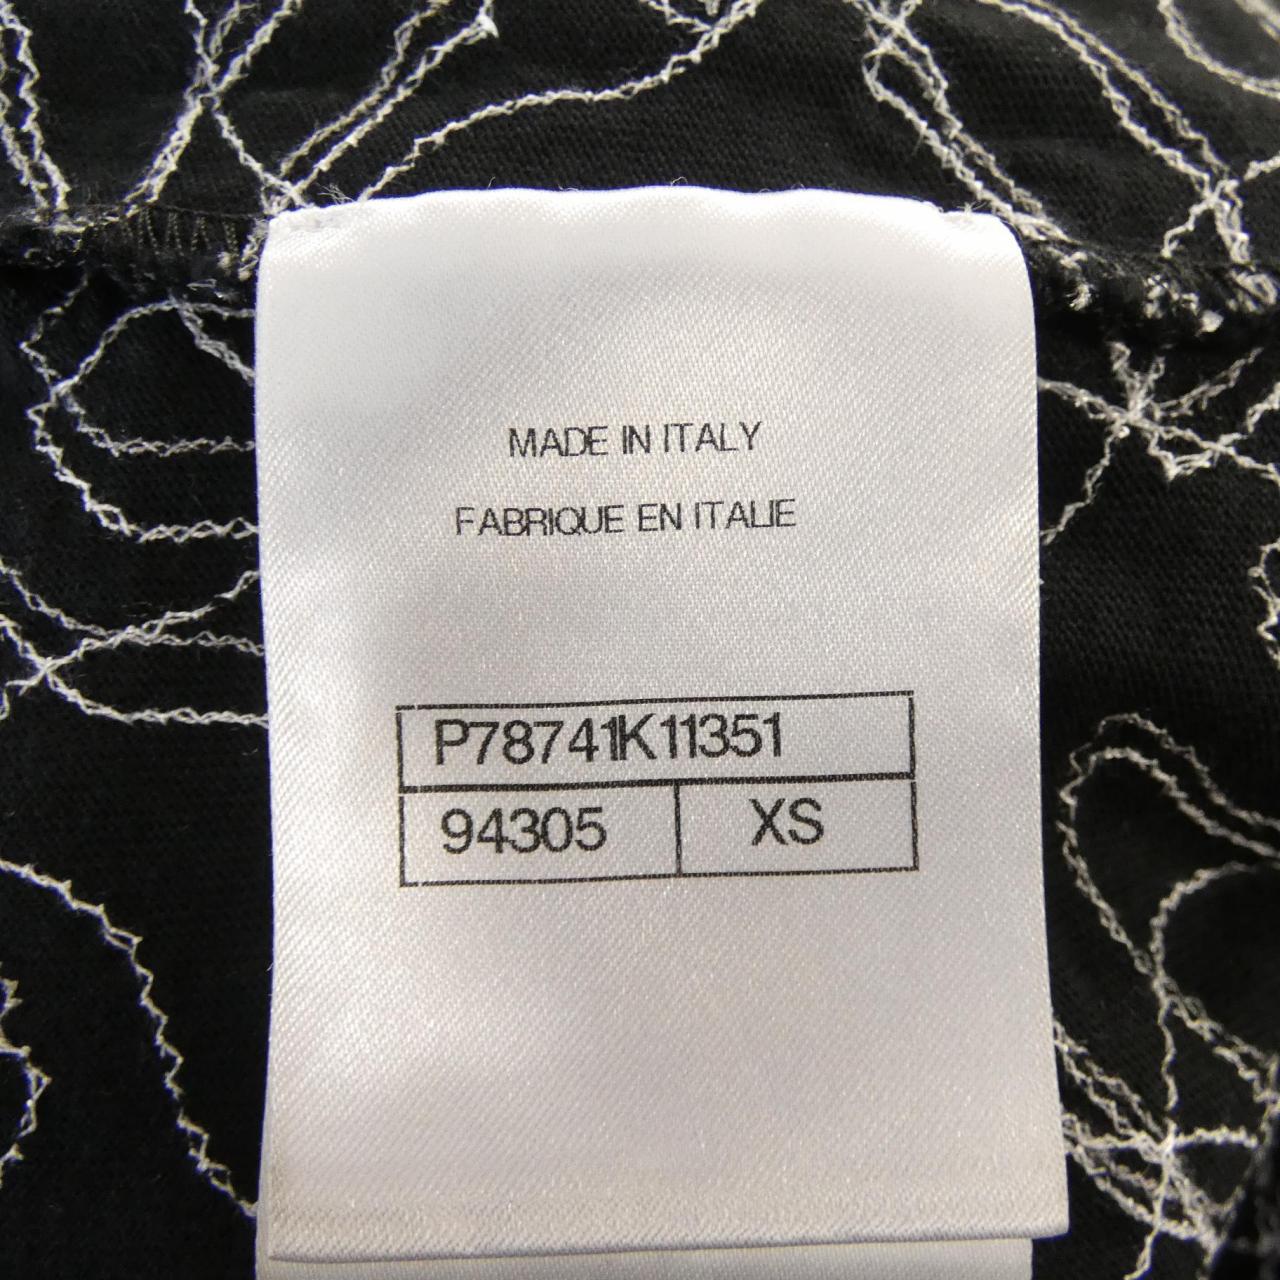 MADE IN ITALY
FABRIQUE EN ITALIE
P78741K11351
94305 XS